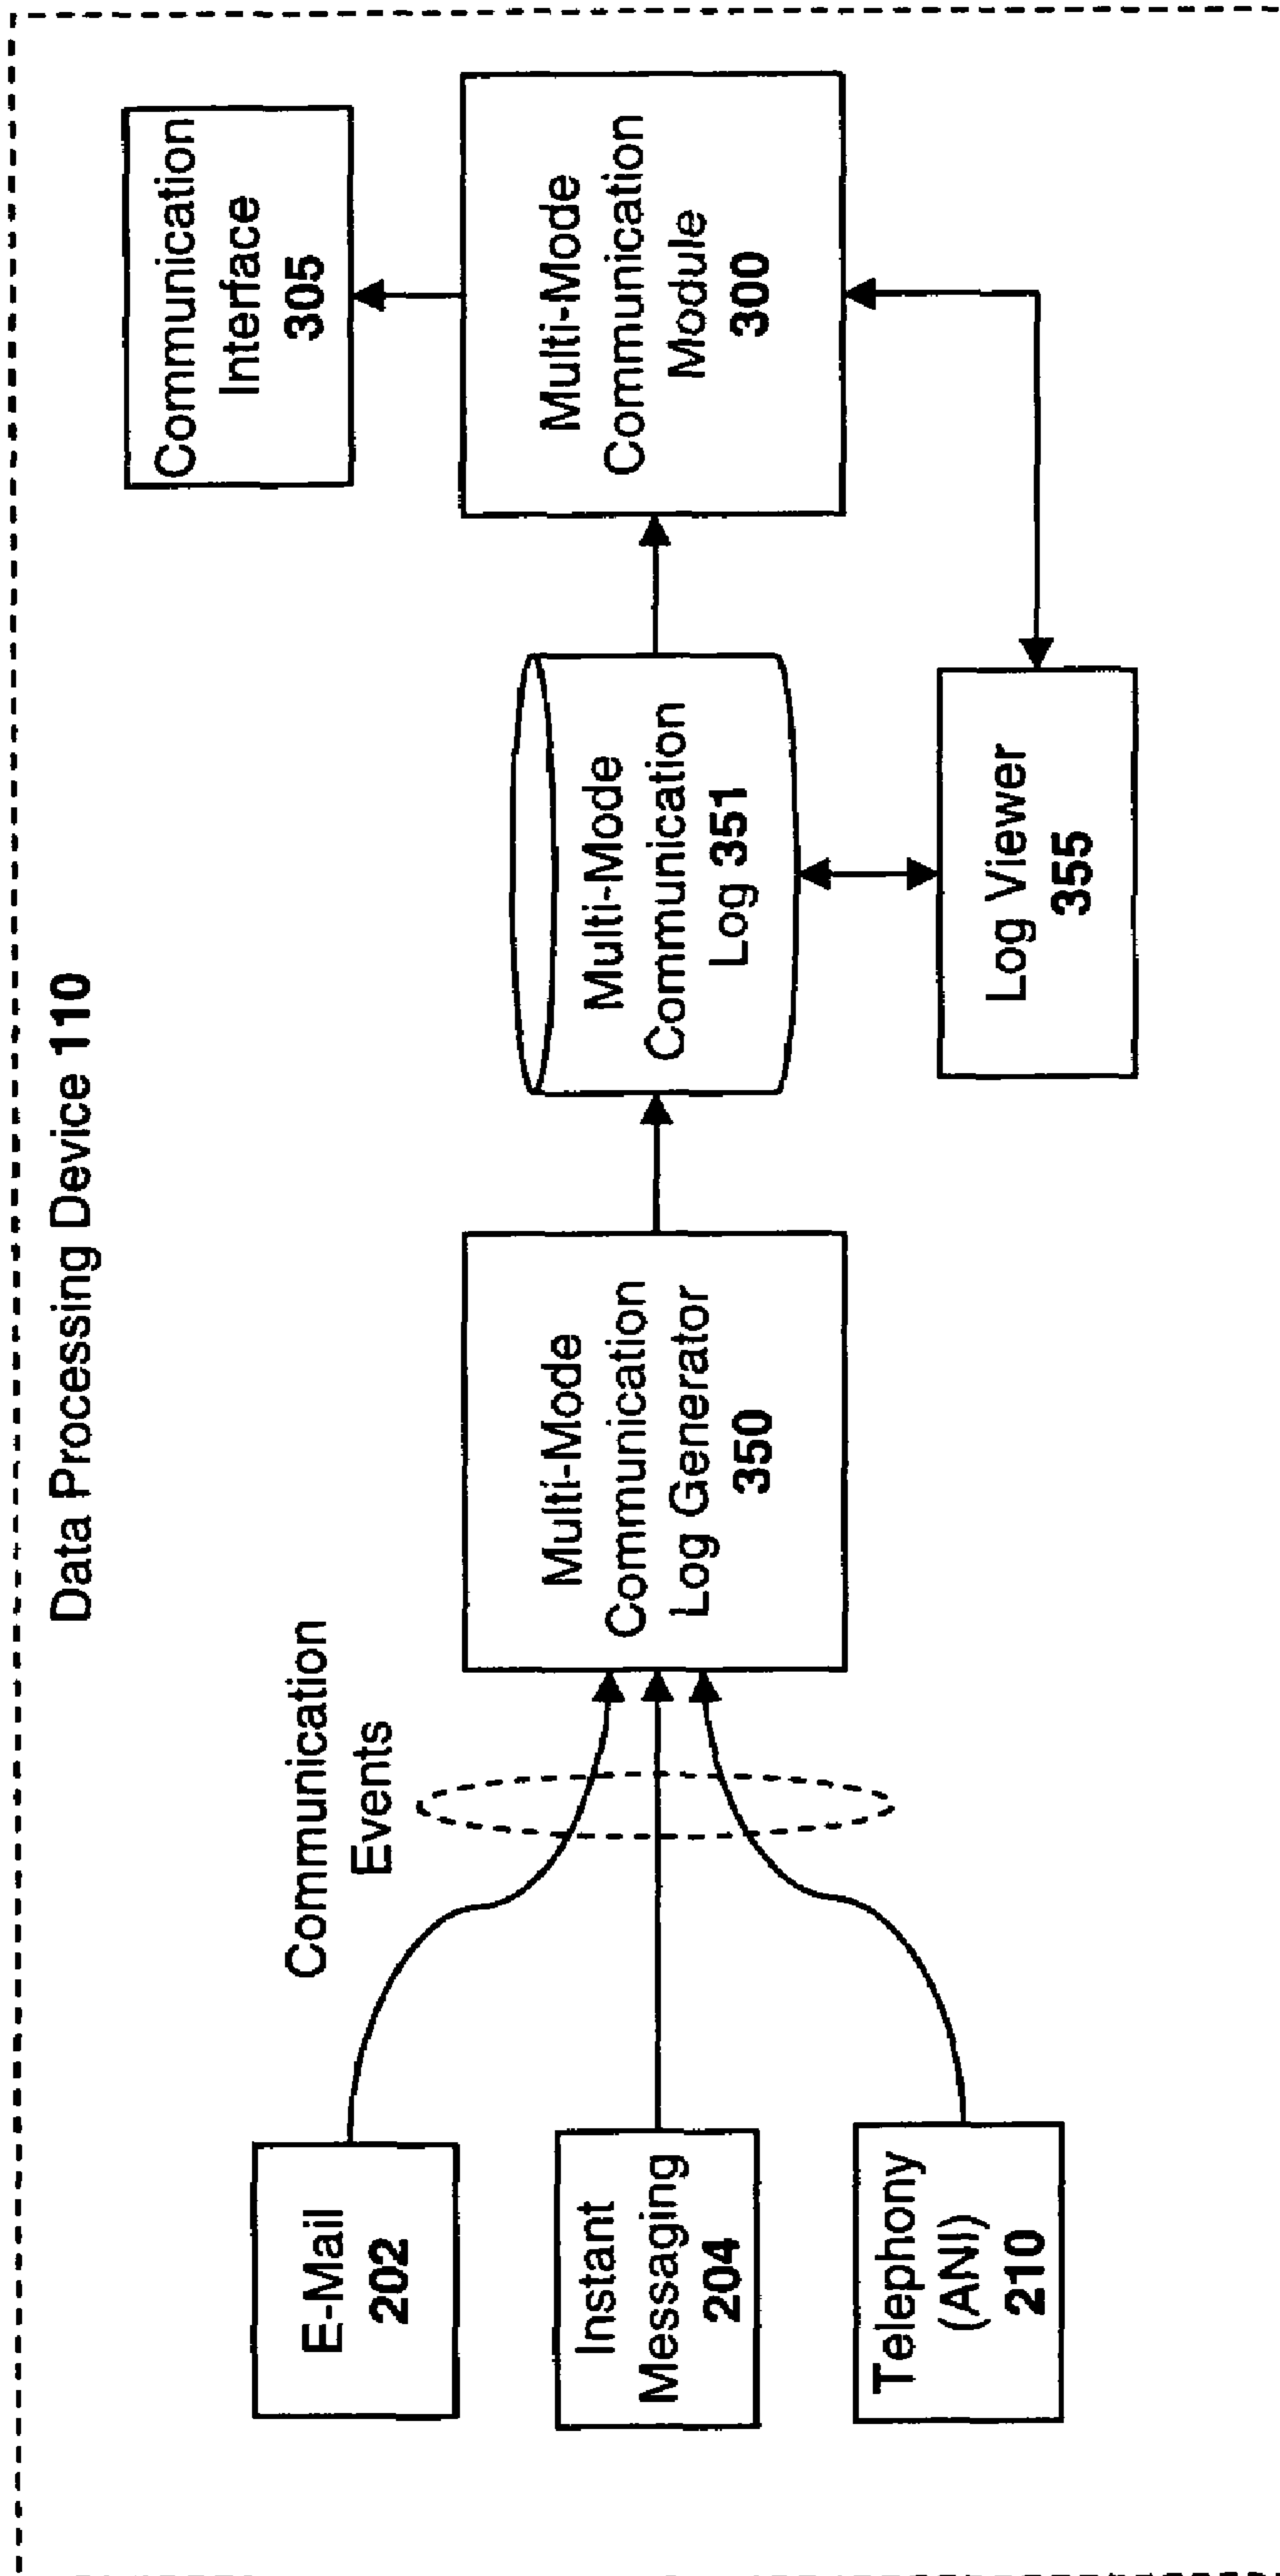 Data Processing Device 110
Communication
Events
E-Mail
202
Instant
Messaging
204
Telephony
(ANI)
210
Multi-Mode
Communication
Log Generator
350
Multi-Mode
Communication
Log 351
Log Viewer
355
Communication
Interface
305
Multi-Mode
Communication
Module
300